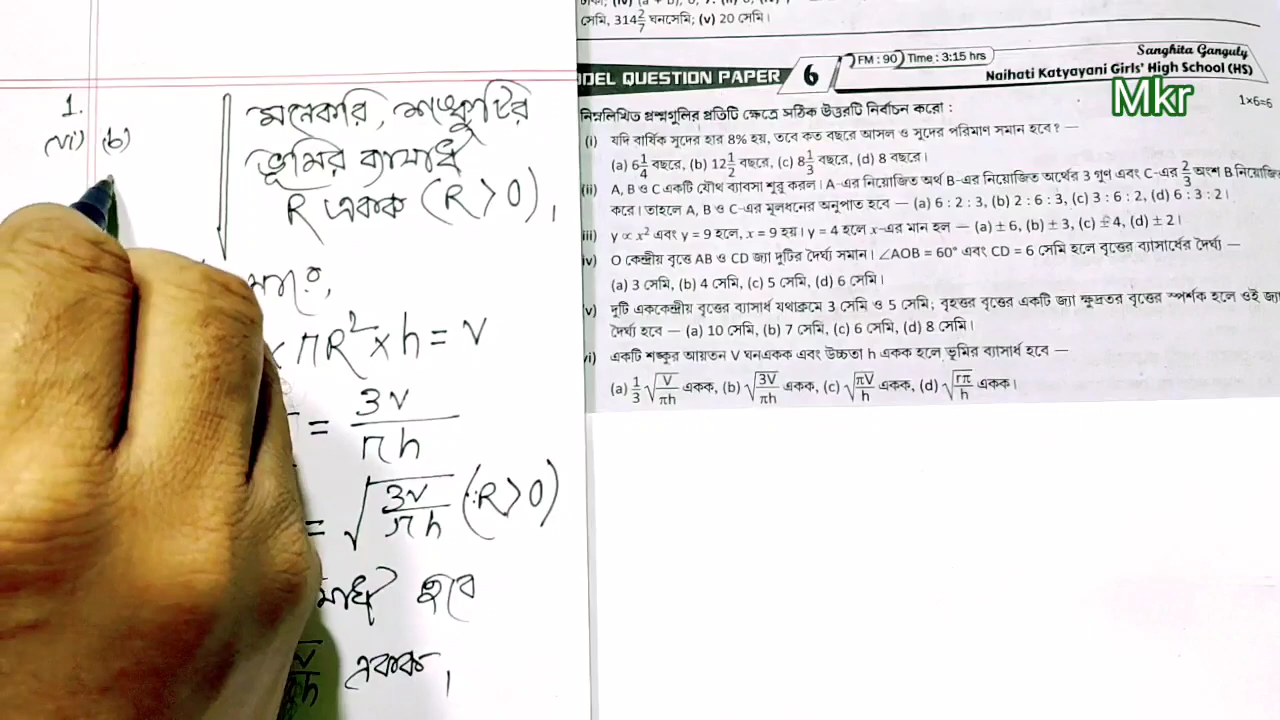 1.
(vi) (b)
মনেকরি, শঙ্কুটির
ভূমির ব্যাসার্ধ
R একক (R > 0)।
πR² × h = V
= 3V / πh
= √(3V/πh) (∵ R > 0)
হবে
একক।
সেমি, 314 2/7 ঘনসেমি; (v) 20 সেমি।
MODEL QUESTION PAPER 6
FM : 90 Time : 3:15 hrs
Sanghita Ganguly
Naihati Katyayani Girls' High School (HS)
Mkr
নিম্নলিখিত প্রশ্নগুলির প্রতিটি ক্ষেত্রে সঠিক উত্তরটি নির্বাচন করো : 1×6=6
(i) যদি বার্ষিক সুদের হার 8% হয়, তবে কত বছরে আসল ও সুদের পরিমাণ সমান হবে? —
(a) 6 1/4 বছরে, (b) 12 1/2 বছরে, (c) 8 1/3 বছরে, (d) 8 বছরে।
(ii) A, B ও C একটি যৌথ ব্যাবসা শুরু করল। A-এর নিয়োজিত অর্থ B-এর নিয়োজিত অর্থের 3 গুণ এবং C-এর 2/3 অংশ B নিয়োজিত
করে। তাহলে A, B ও C-এর মূলধনের অনুপাত হবে — (a) 6 : 2 : 3, (b) 2 : 6 : 3, (c) 3 : 6 : 2, (d) 6 : 3 : 2।
iii) y ∝ x² এবং y = 9 হলে, x = 9 হয়। y = 4 হলে x-এর মান হল — (a) ± 6, (b) ± 3, (c) ± 4, (d) ± 2।
iv) O কেন্দ্রীয় বৃত্তে AB ও CD জ্যা দুটির দৈর্ঘ্য সমান। ∠AOB = 60° এবং CD = 6 সেমি হলে বৃত্তের ব্যাসার্ধের দৈর্ঘ্য —
(a) 3 সেমি, (b) 4 সেমি, (c) 5 সেমি, (d) 6 সেমি।
v) দুটি এককেন্দ্রীয় বৃত্তের ব্যাসার্ধ যথাক্রমে 3 সেমি ও 5 সেমি; বৃহত্তর বৃত্তের একটি জ্যা ক্ষুদ্রতর বৃত্তের স্পর্শক হলে ওই জ্যা
দৈর্ঘ্য হবে — (a) 10 সেমি, (b) 7 সেমি, (c) 6 সেমি, (d) 8 সেমি।
vi) একটি শঙ্কুর আয়তন V ঘনএকক এবং উচ্চতা h একক হলে ভূমির ব্যাসার্ধ হবে —
(a) 1/3 √(V/πh) একক, (b) √(3V/πh) একক, (c) √(πV/h) একক, (d) √(rπ/h) একক।